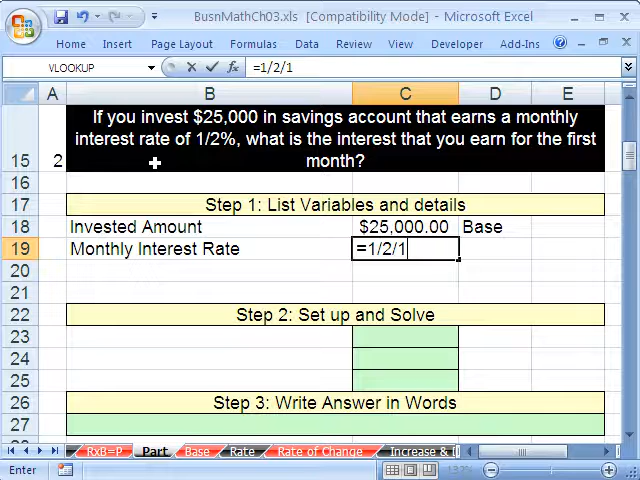 BusnMathCh03.xls [Compatibility Mode] - Microsoft Excel
Home Insert Page Layout Formulas Data Review View Developer Add-Ins
VLOOKUP =1/2/1
A B C D E
If you invest $25,000 in savings account that earns a monthly
interest rate of 1/2%, what is the interest that you earn for the first
15 2 month?
16
17 Step 1: List Variables and details
18 Invested Amount $25,000.00 Base
19 Monthly Interest Rate =1/2/1
20
21
22 Step 2: Set up and Solve
23
24
25
26 Step 3: Write Answer in Words
27
RxB=P Part Base Rate Rate of Change Increase &
Enter 132%